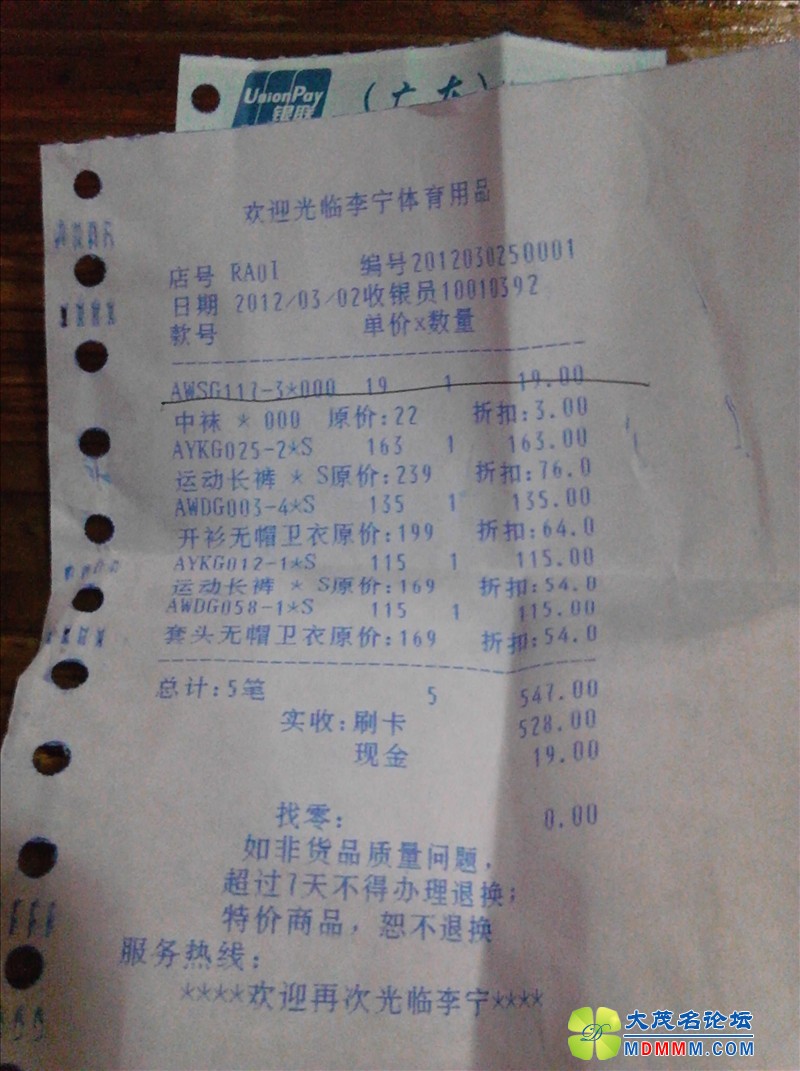 UnionPay
银联
(广东)
欢迎光临李宁体育用品
店号 RA01 编号2012030250001
日期 2012/03/02收银员10010392
款号 单价x数量
AWSG117-3*000 19 1 19.00
中袜 * 000 原价:22 折扣:3.00
AYKG025-2*S 163 1 163.00
运动长裤 * S原价:239 折扣:76.0
AWDG003-4*S 135 1 135.00
开衫无帽卫衣原价:199 折扣:64.0
AYKG012-1*S 115 1 115.00
运动长裤 * S原价:169 折扣:54.0
AWDG058-1*S 115 1 115.00
套头无帽卫衣原价:169 折扣:54.0
总计:5笔 5 547.00
实收:刷卡 528.00
现金 19.00
找零: 0.00
如非货品质量问题,
超过7天不得办理退换;
特价商品, 恕不退换
服务热线:
****欢迎再次光临李宁****
大茂名论坛
MDMMM.COM